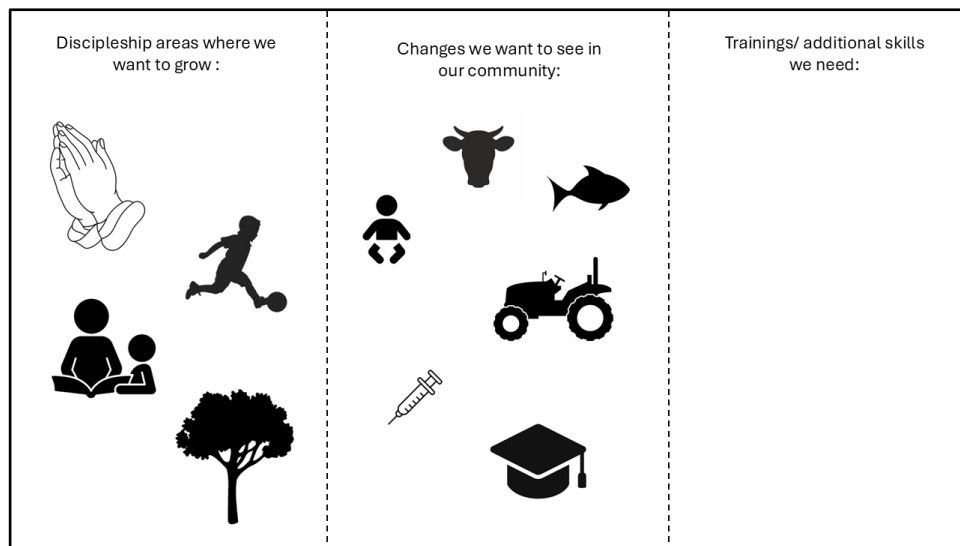 Discipleship areas where we
want to grow :
Changes we want to see in
our community:
Trainings/ additional skills
we need: